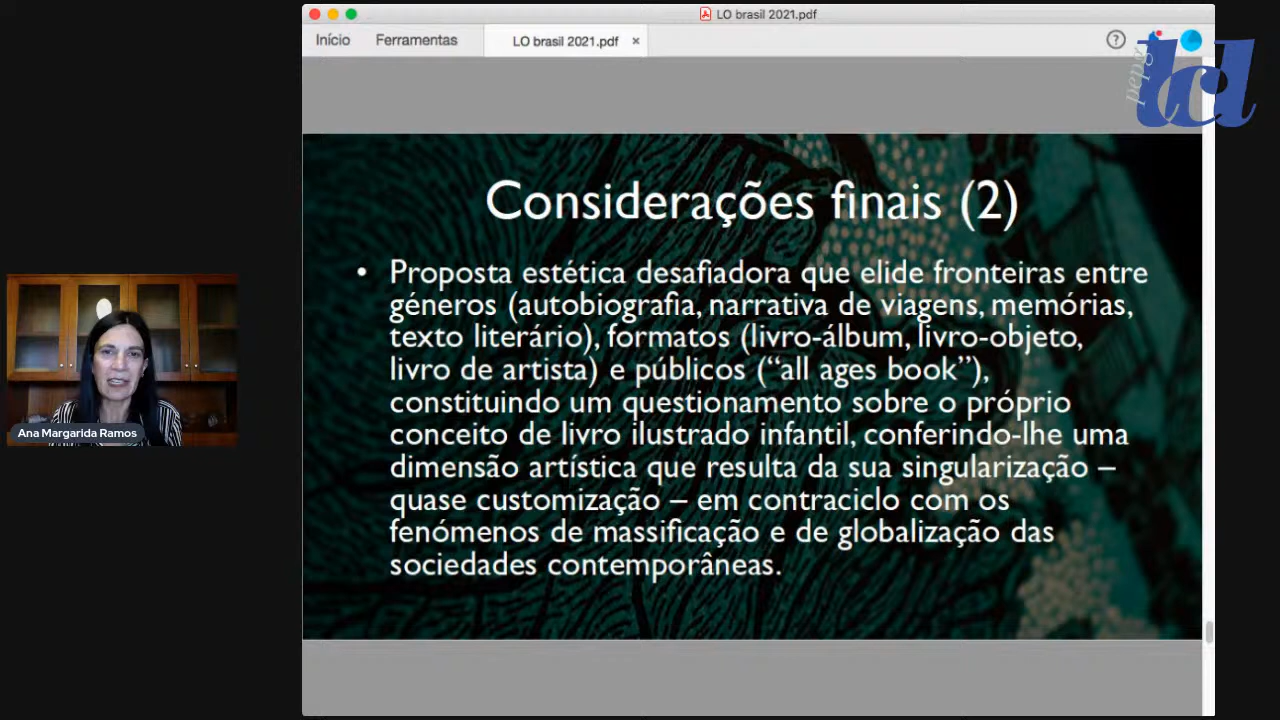 LO brasil 2021.pdf
Início Ferramentas LO brasil 2021.pdf ×
?
pepg
lcl
Considerações finais (2)
• Proposta estética desafiadora que elide fronteiras entre
géneros (autobiografia, narrativa de viagens, memórias,
texto literário), formatos (livro-álbum, livro-objeto,
livro de artista) e públicos (“all ages book”),
constituindo um questionamento sobre o próprio
conceito de livro ilustrado infantil, conferindo-lhe uma
dimensão artística que resulta da sua singularização –
quase customização – em contraciclo com os
fenómenos de massificação e de globalização das
sociedades contemporâneas.
Ana Margarida Ramos